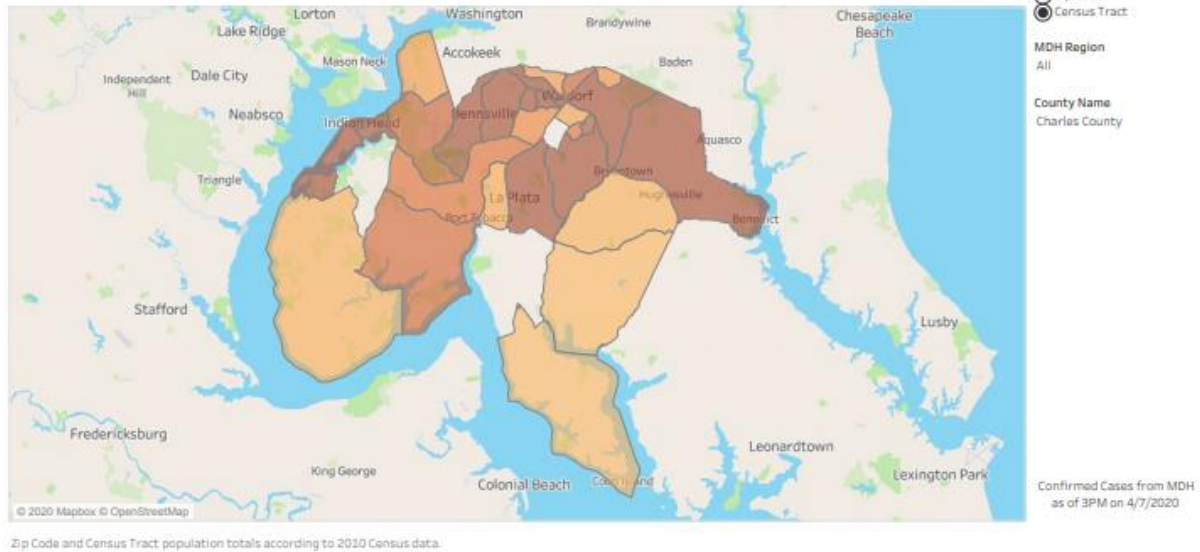 Lorton
Washington
Brandywine
Chesapeake
Beach
Census Tract
Lake Ridge
Accokeek
Mason Neck
Baden
MDH Region
All
Independent
Hill
Dale City
Neabsco
Indian Head
Bennsville
Waldorf
County Name
Charles County
Aquasco
Triangle
Bryantown
Hughesville
La Plata
Port Tobacco
Benedict
Stafford
Lusby
Fredericksburg
Leonardtown
King George
Colonial Beach
Cobb Island
Lexington Park
Confirmed Cases from MDH
as of 3PM on 4/7/2020
© 2020 Mapbox © OpenStreetMap
Zip Code and Census Tract population totals according to 2010 Census data.